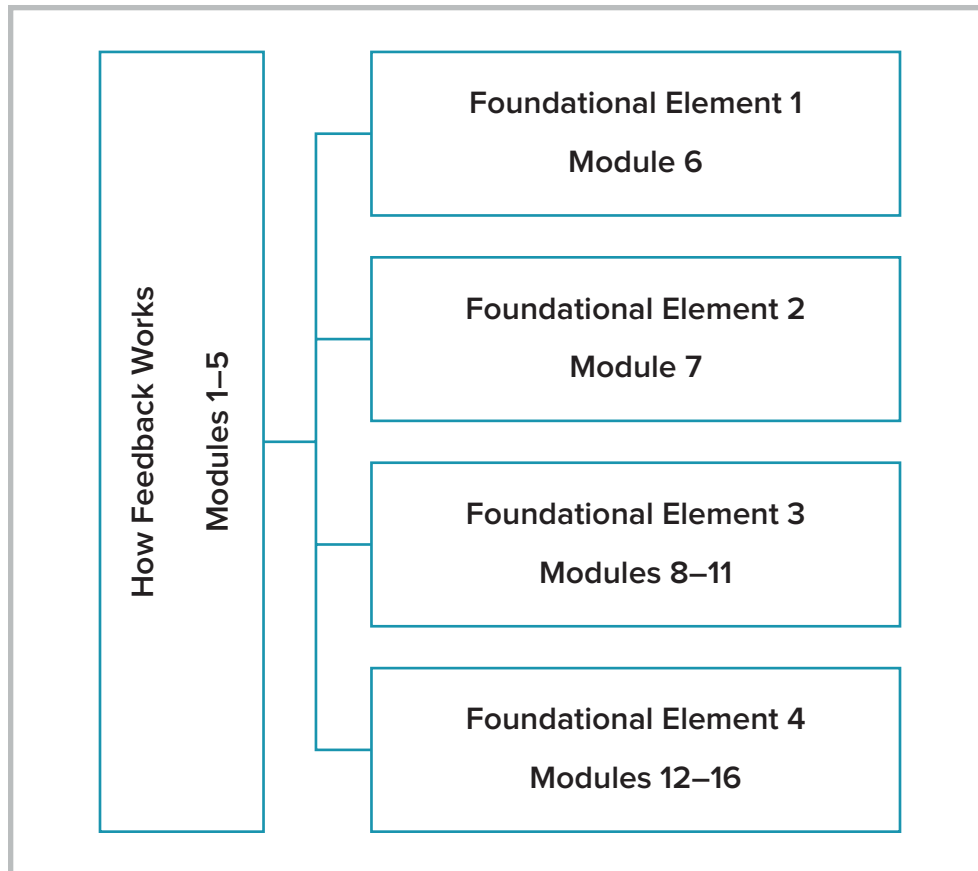 How Feedback Works
Modules 1–5
Foundational Element 1
Module 6
Foundational Element 2
Module 7
Foundational Element 3
Modules 8–11
Foundational Element 4
Modules 12–16